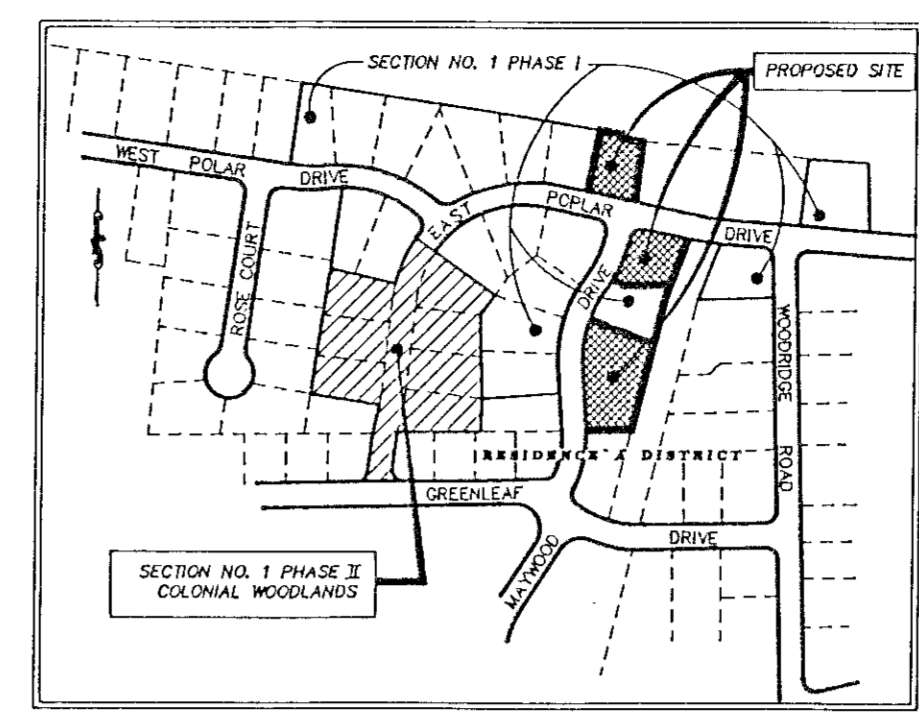 SECTION NO. 1 PHASE I
PROPOSED SITE
WEST POLAR DRIVE
EAST POPLAR DRIVE
ROSE COURT
DRIVE
WOODRIDGE ROAD
RESIDENCE A DISTRICT
GREENLEAF DRIVE
MAYWOOD
SECTION NO. 1 PHASE II
COLONIAL WOODLANDS